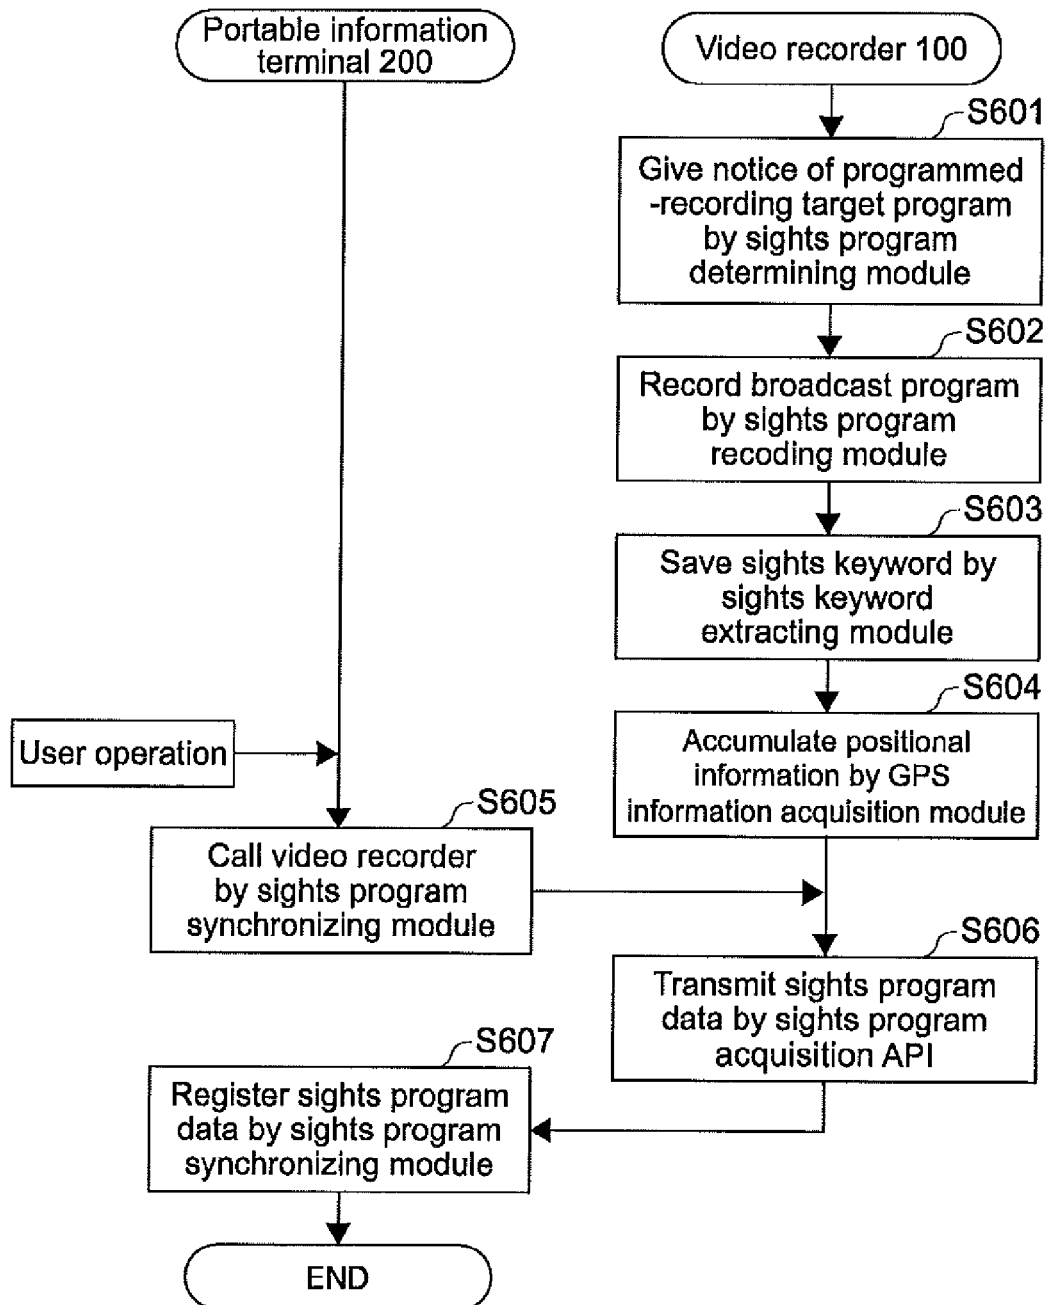 Portable information
terminal 200
Video recorder 100
S601
Give notice of programmed
-recording target program
by sights program
determining module
S602
Record broadcast program
by sights program
recoding module
S603
Save sights keyword by
sights keyword
extracting module
S604
Accumulate positional
information by GPS
information acquisition module
User operation
S605
Call video recorder
by sights program
synchronizing module
S606
Transmit sights program
data by sights program
acquisition API
S607
Register sights program
data by sights program
synchronizing module
END